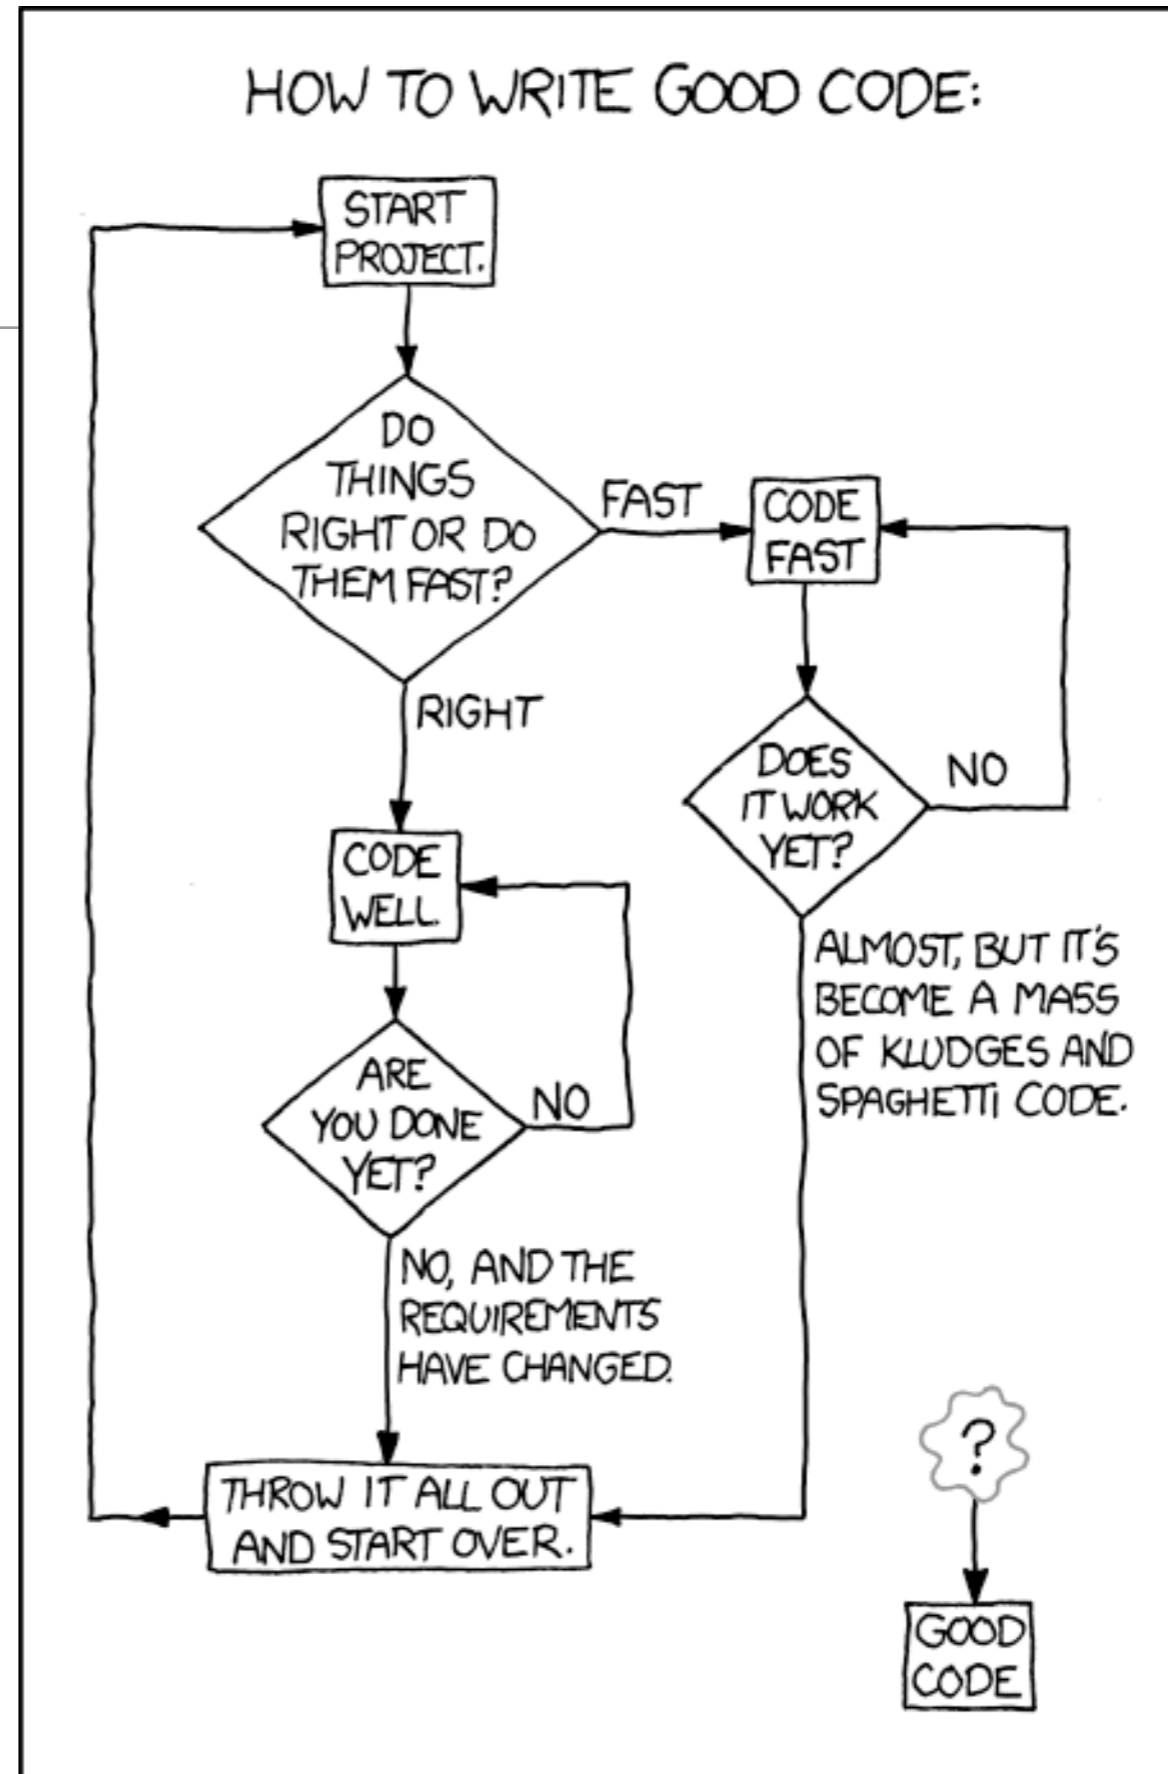 HOW TO WRITE GOOD CODE:
START
PROJECT.
DO
THINGS
RIGHT OR DO
THEM FAST?
FAST
CODE
FAST
DOES
IT WORK
YET?
NO
ALMOST, BUT IT'S
BECOME A MASS
OF KLUDGES AND
SPAGHETTI CODE.
RIGHT
CODE
WELL.
ARE
YOU DONE
YET?
NO
NO, AND THE
REQUIREMENTS
HAVE CHANGED.
THROW IT ALL OUT
AND START OVER.
?
GOOD
CODE